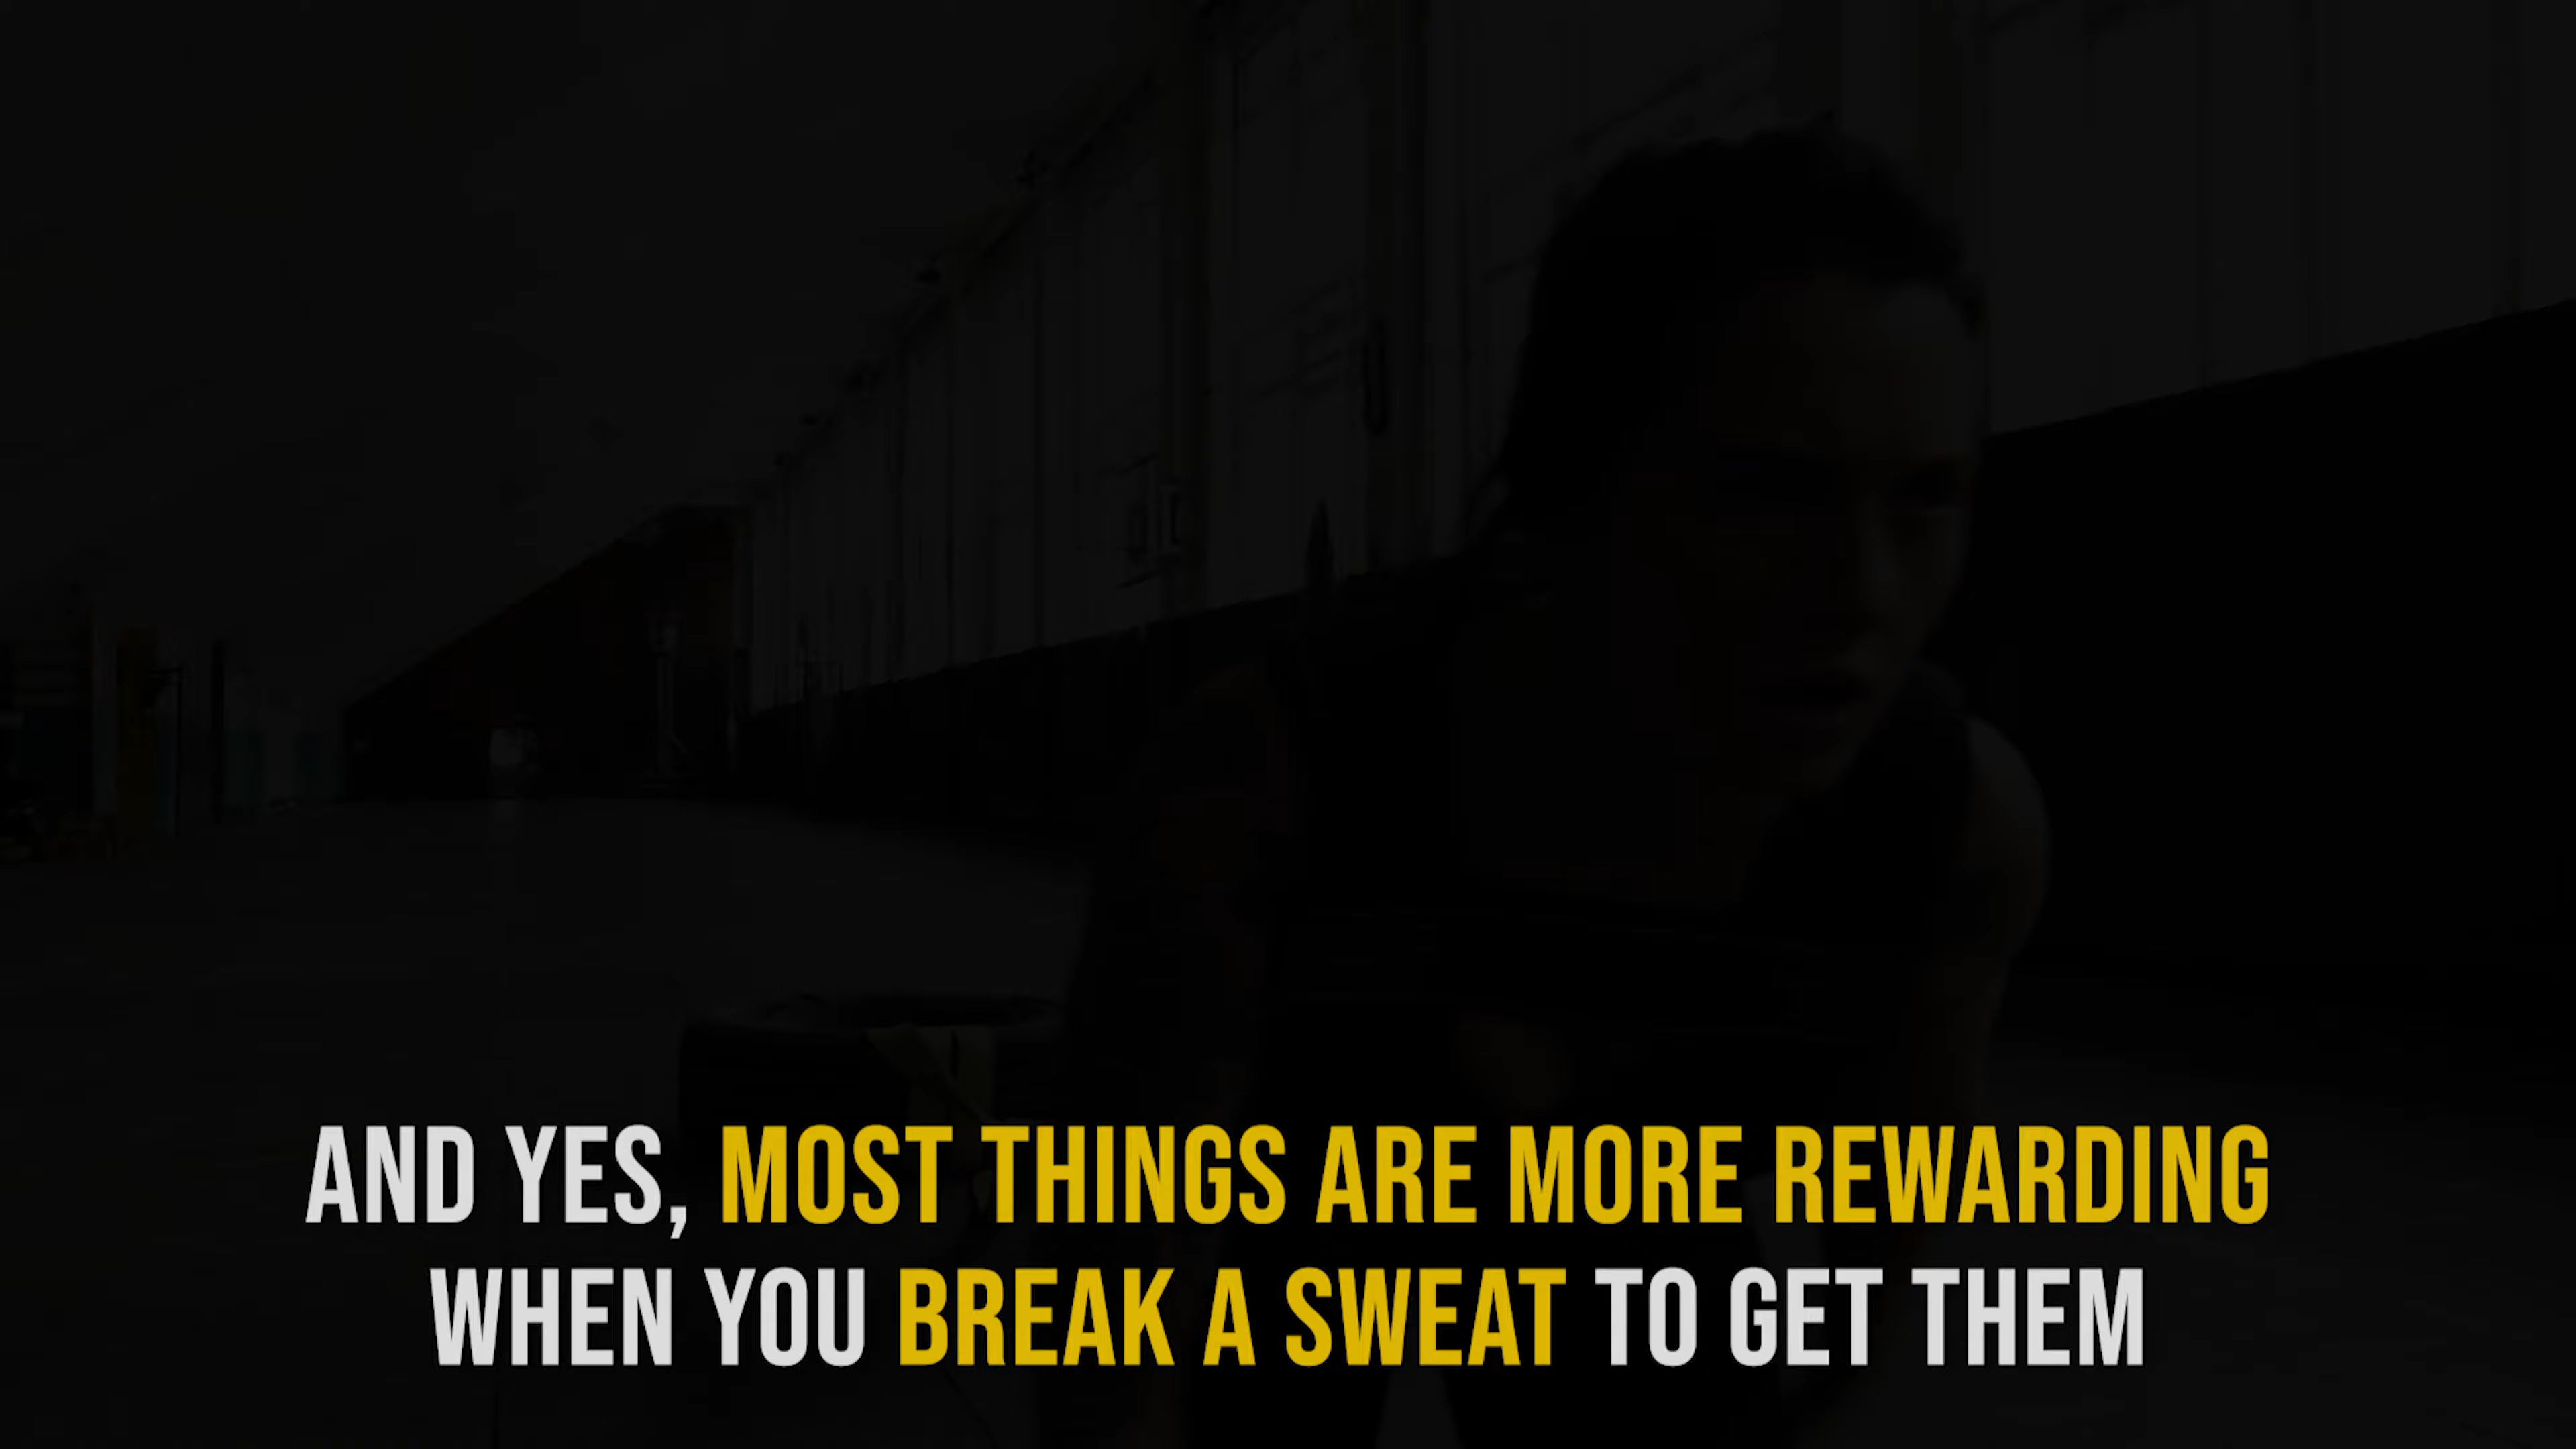 AND YES, MOST THINGS ARE MORE REWARDING
WHEN YOU BREAK A SWEAT TO GET THEM